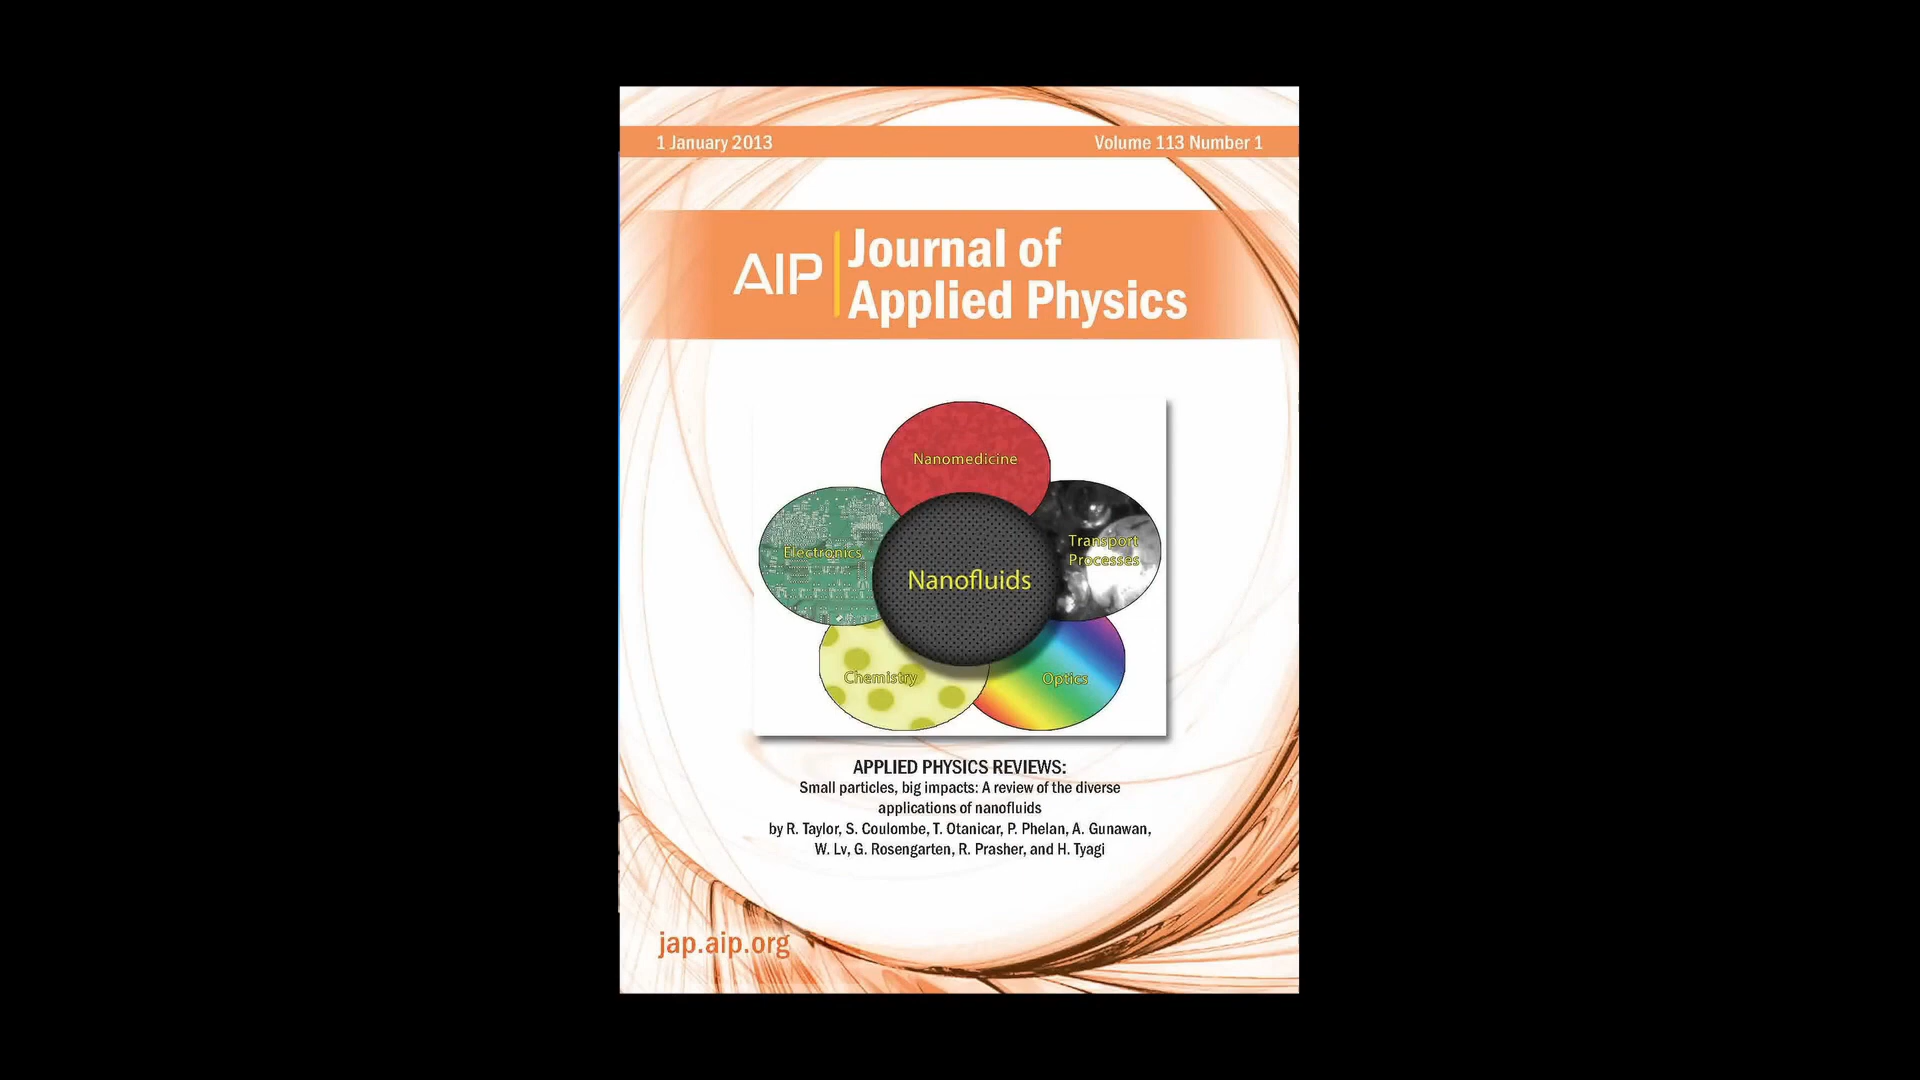 1 January 2013
Volume 113 Number 1
AIP
Journal of
Applied Physics
Nanomedicine
Electronics
Transport
Processes
Nanofluids
Chemistry
Optics
APPLIED PHYSICS REVIEWS:
Small particles, big impacts: A review of the diverse
applications of nanofluids
by R. Taylor, S. Coulombe, T. Otanicar, P. Phelan, A. Gunawan,
W. Lv, G. Rosengarten, R. Prasher, and H. Tyagi
jap.aip.org